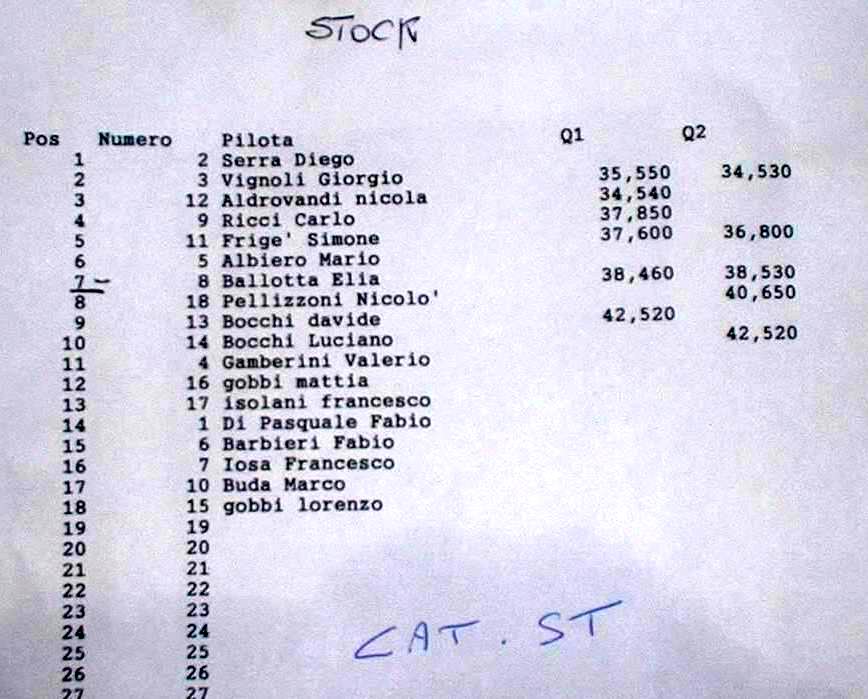 STOCK
Pos Numero Pilota Q1 Q2
1 2 Serra Diego
2 3 Vignoli Giorgio 35,550 34,530
3 12 Aldrovandi nicola 34,540
4 9 Ricci Carlo 37,850
5 11 Frige' Simone 37,600 36,800
6 5 Albiero Mario
7 - 8 Ballotta Elia 38,460 38,530
8 18 Pellizzoni Nicolo' 40,650
9 13 Bocchi davide 42,520
10 14 Bocchi Luciano 42,520
11 4 Gamberini Valerio
12 16 gobbi mattia
13 17 isolani francesco
14 1 Di Pasquale Fabio
15 6 Barbieri Fabio
16 7 Iosa Francesco
17 10 Buda Marco
18 15 gobbi lorenzo
19 19
20 20
21 21
22 22
23 23
24 24
CAT. ST
25 25
26 26
27 27